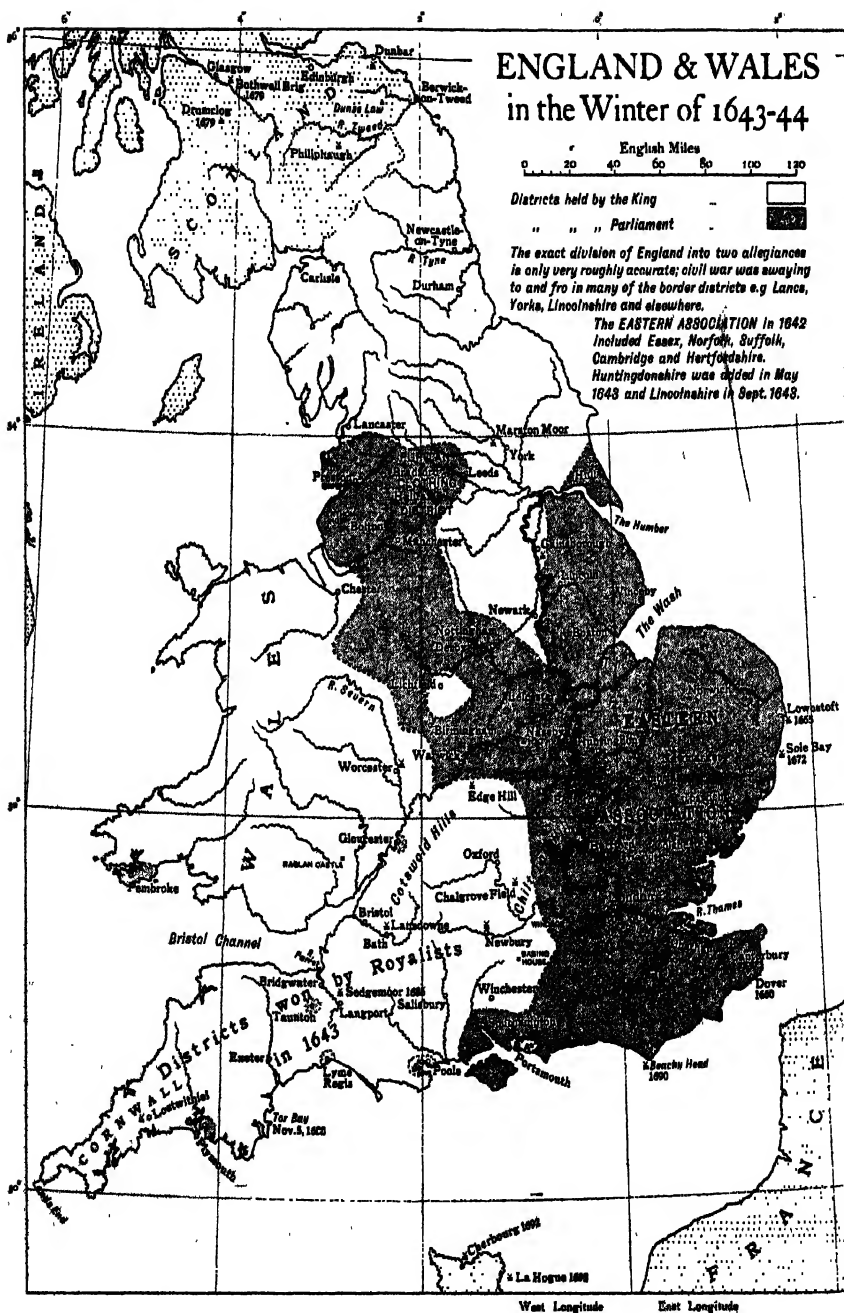 ENGLAND & WALES
in the Winter of 1643-44
English Miles
0 20 40 60 80 100 120
Districts held by the King
„ „ „ Parliament
The exact division of England into two allegiances
is only very roughly accurate; civil war was swaying
to and fro in many of the border districts e.g Lancs,
Yorks, Lincolnshire and elsewhere.
The EASTERN ASSOCIATION in 1642
included Essex, Norfolk, Suffolk,
Cambridge and Hertfordshire.
Huntingdonshire was added in May
1643 and Lincolnshire in Sept. 1643.
Dunbar
Glasgow
Edinburgh
Bothwell Brig
1679
Berwick-
on-Tweed
Dunse Law
Drumclog
1679
R. Tweed
Philiphaugh
SCOTLAND
IRELAND
Newcastle-
on-Tyne
R. Tyne
Carlisle
Durham
Lancaster
Marston Moor
York
Leeds
Hull
The Humber
Manchester
Chester
Newark
The Wash
WALES
R. Severn
Birmingham
EASTERN
ASSOCIATION
Lowestoft
1665
Sole Bay
1672
Worcester
Edge Hill
Gloucester
Cotswold Hills
Oxford
RAGLAN CASTLE
Pembroke
Chalgrove Field
R. Thames
Bristol
Lansdowne
Bath
Newbury
BASING
HOUSE
Bristol Channel
Dover
1660
Bridgwater
Sedgemoor 1685
Winchester
Taunton
Langport
Salisbury
Districts won by Royalists
in 1643
Exeter
Lyme
Regis
Poole
Portsmouth
Beachy Head
1690
CORNWALL
Lostwithiel
Tor Bay
Nov. 5, 1688
Plymouth
FRANCE
Cherbourg 1692
La Hogue 1692
West Longitude East Longitude